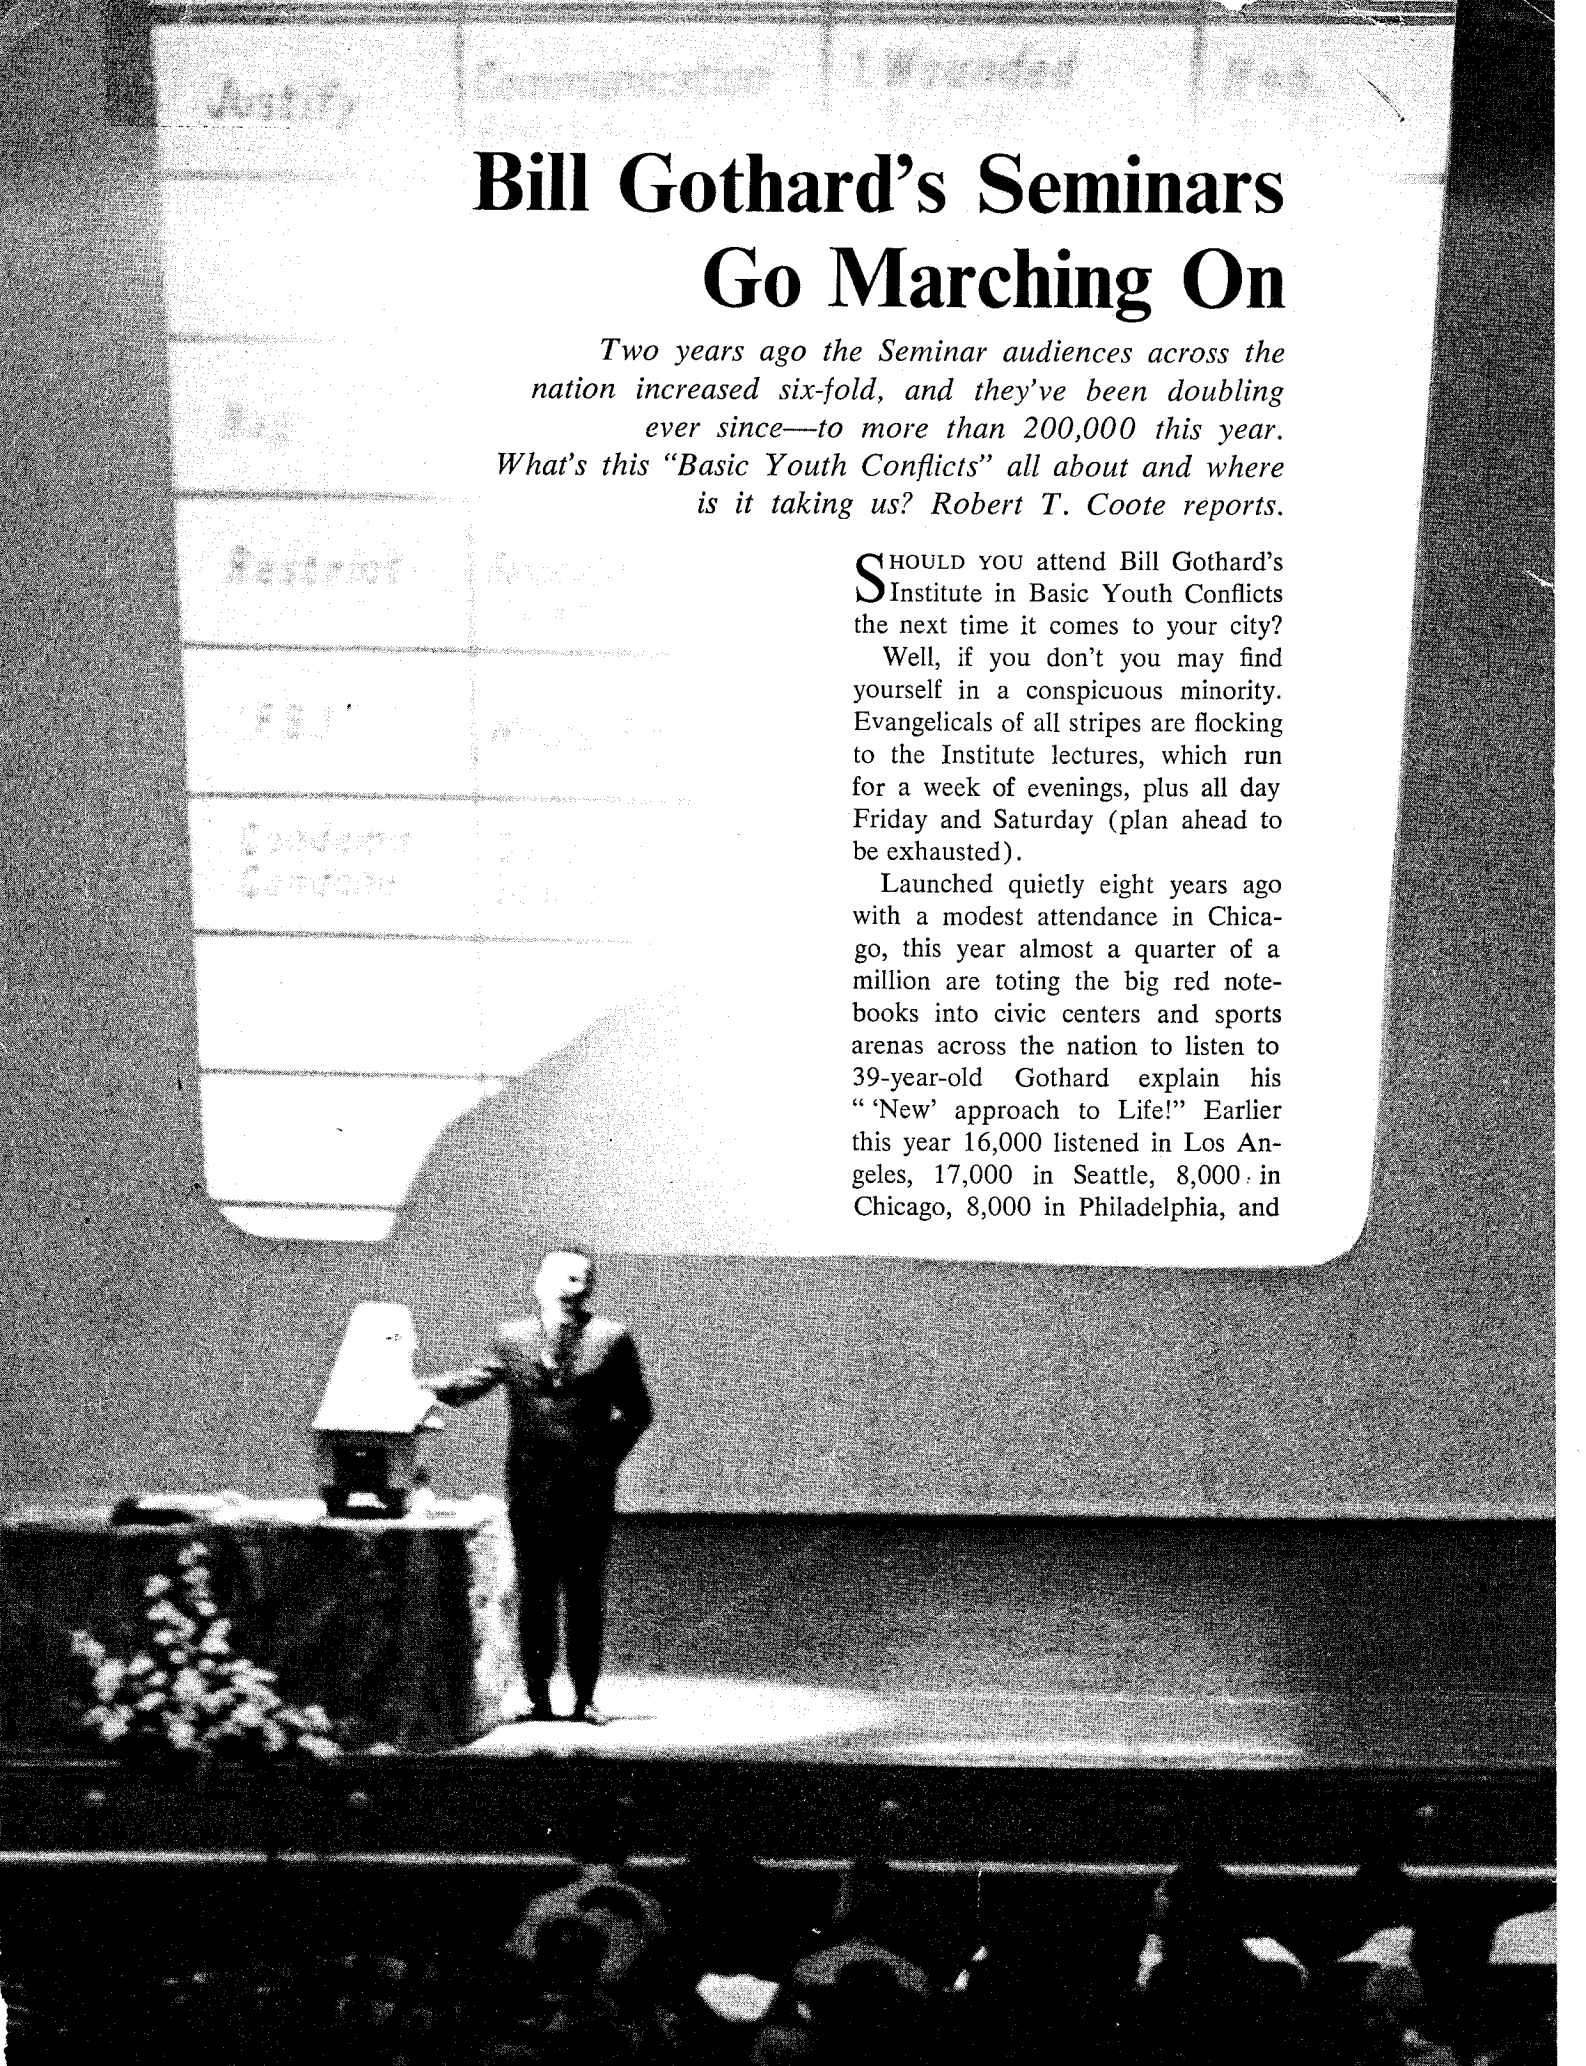 Justify
Communication
1 Wounded
Bill Gothard's Seminars
Go Marching On
Two years ago the Seminar audiences across the
nation increased six-fold, and they've been doubling
ever since—to more than 200,000 this year.
What's this “Basic Youth Conflicts” all about and where
is it taking us? Robert T. Coote reports.
SHOULD YOU attend Bill Gothard's
Institute in Basic Youth Conflicts
the next time it comes to your city?
Well, if you don't you may find
yourself in a conspicuous minority.
Evangelicals of all stripes are flocking
to the Institute lectures, which run
for a week of evenings, plus all day
Friday and Saturday (plan ahead to
be exhausted).
Launched quietly eight years ago
with a modest attendance in Chica-
go, this year almost a quarter of a
million are toting the big red note-
books into civic centers and sports
arenas across the nation to listen to
39-year-old Gothard explain his
“ ‘New’ approach to Life!” Earlier
this year 16,000 listened in Los An-
geles, 17,000 in Seattle, 8,000 in
Chicago, 8,000 in Philadelphia, and